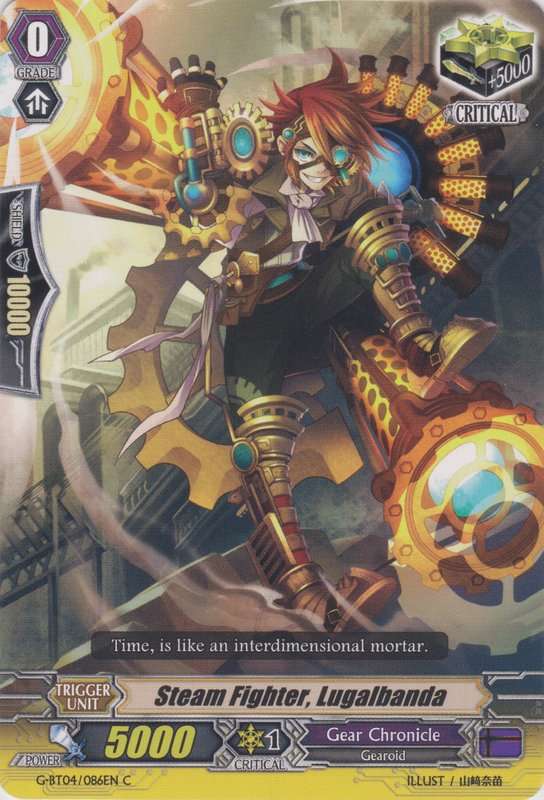 0
GRADE
+5000
CRITICAL
SHIELD
10000
Time, is like an interdimensional mortar.
TRIGGER
UNIT
Steam Fighter, Lugalbanda
POWER
5000
1
CRITICAL
Gear Chronicle
Gearoid
G-BT04/086EN C
ILLUST / 山﨑奈苗